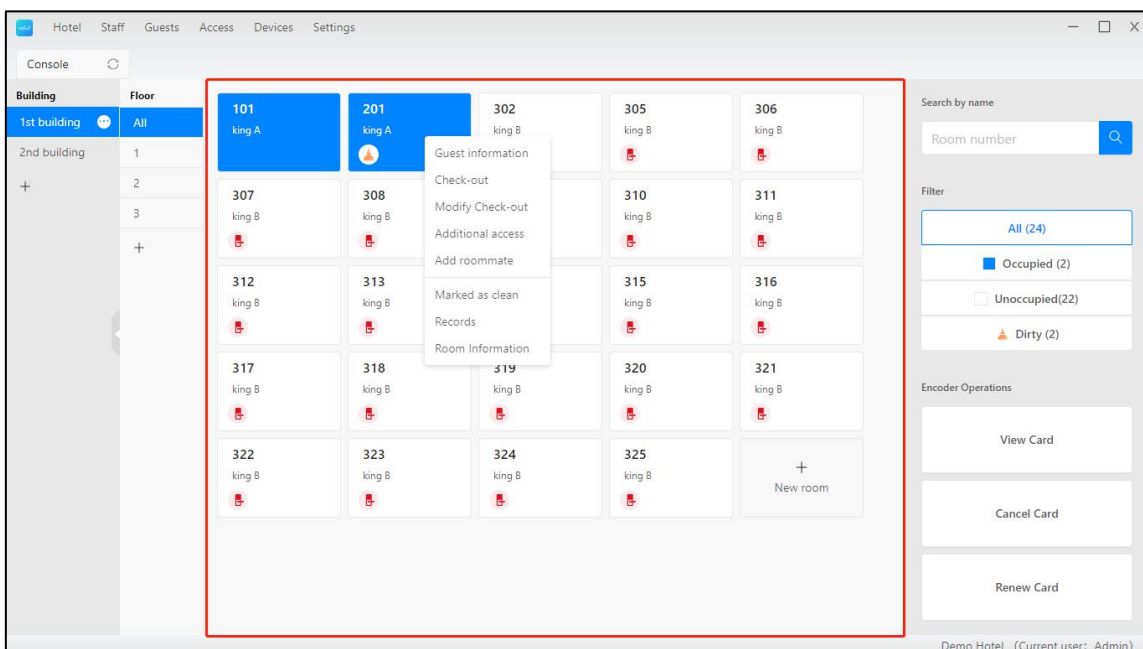 Hotel Staff Guests Access Devices Settings
Console
Building
1st building
2nd building
+
Floor
All
1
2
3
+
101 201 302 305 306
king A king A king B king B king B
Guest information
Check-out
Modify Check-out
Additional access
Add roommate
Marked as clean
Records
Room Information
307 308 310 311
king B king B king B king B
312 313 315 316
king B king B king B king B
317 318 319 320 321
king B king B king B king B king B
322 323 324 325
king B king B king B king B
+
New room
Search by name
Room number
Filter
All (24)
Occupied (2)
Unoccupied(22)
Dirty (2)
Encoder Operations
View Card
Cancel Card
Renew Card
Demo Hotel (Current user: Admin)